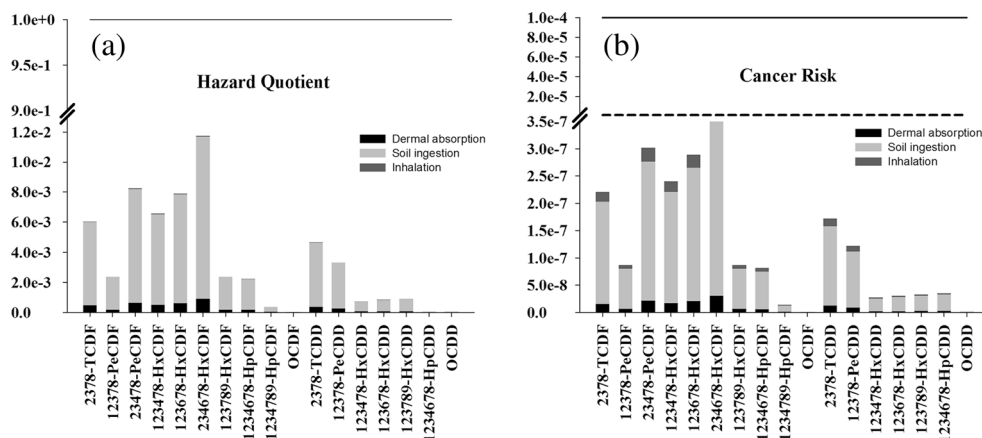 1.0e+0
9.5e-1
9.0e-1
1.2e-2
1.0e-2
8.0e-3
6.0e-3
4.0e-3
2.0e-3
0.0
(a)
Hazard Quotient
Dermal absorption
Soil ingestion
Inhalation
2378-TCDF
12378-PeCDF
23478-PeCDF
123478-HxCDF
123678-HxCDF
234678-HxCDF
123789-HxCDF
1234678-HpCDF
1234789-HpCDF
OCDF
2378-TCDD
12378-PeCDD
123478-HxCDD
123678-HxCDD
123789-HxCDD
1234678-HpCDD
OCDD
1.0e-4
8.0e-5
6.0e-5
4.0e-5
2.0e-5
3.5e-7
3.0e-7
2.5e-7
2.0e-7
1.5e-7
1.0e-7
5.0e-8
0.0
(b)
Cancer Risk
Dermal absorption
Soil ingestion
Inhalation
2378-TCDF
12378-PeCDF
23478-PeCDF
123478-HxCDF
123678-HxCDF
234678-HxCDF
123789-HxCDF
1234678-HpCDF
1234789-HpCDF
OCDF
2378-TCDD
12378-PeCDD
123478-HxCDD
123678-HxCDD
123789-HxCDD
1234678-HpCDD
OCDD